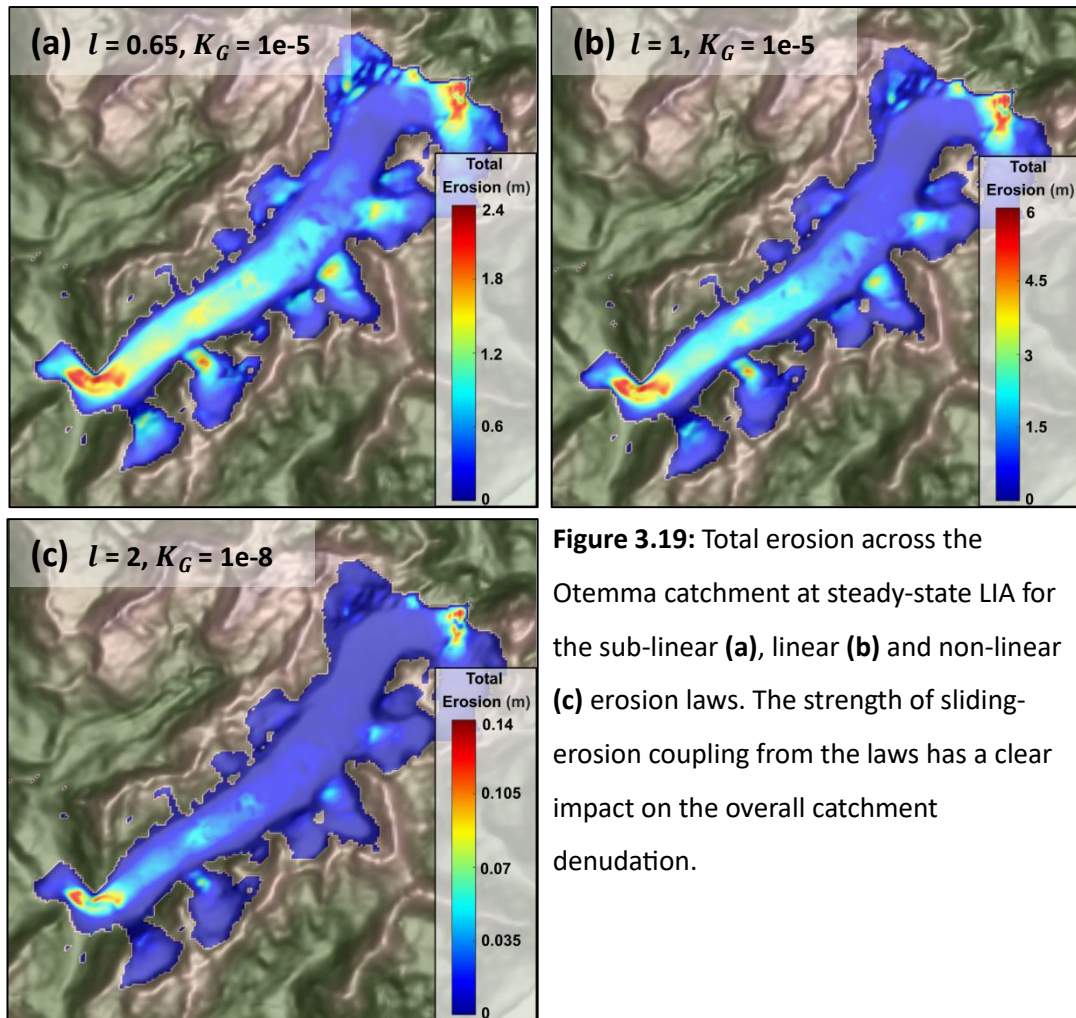 (a) l = 0.65, K_G = 1e-5
Total
Erosion (m)
2.4
1.8
1.2
0.6
0
(b) l = 1, K_G = 1e-5
Total
Erosion (m)
6
4.5
3
1.5
0
(c) l = 2, K_G = 1e-8
Total
Erosion (m)
0.14
0.105
0.07
0.035
0
Figure 3.19: Total erosion across the
Otemma catchment at steady-state LIA for
the sub-linear (a), linear (b) and non-linear
(c) erosion laws. The strength of sliding-
erosion coupling from the laws has a clear
impact on the overall catchment
denudation.